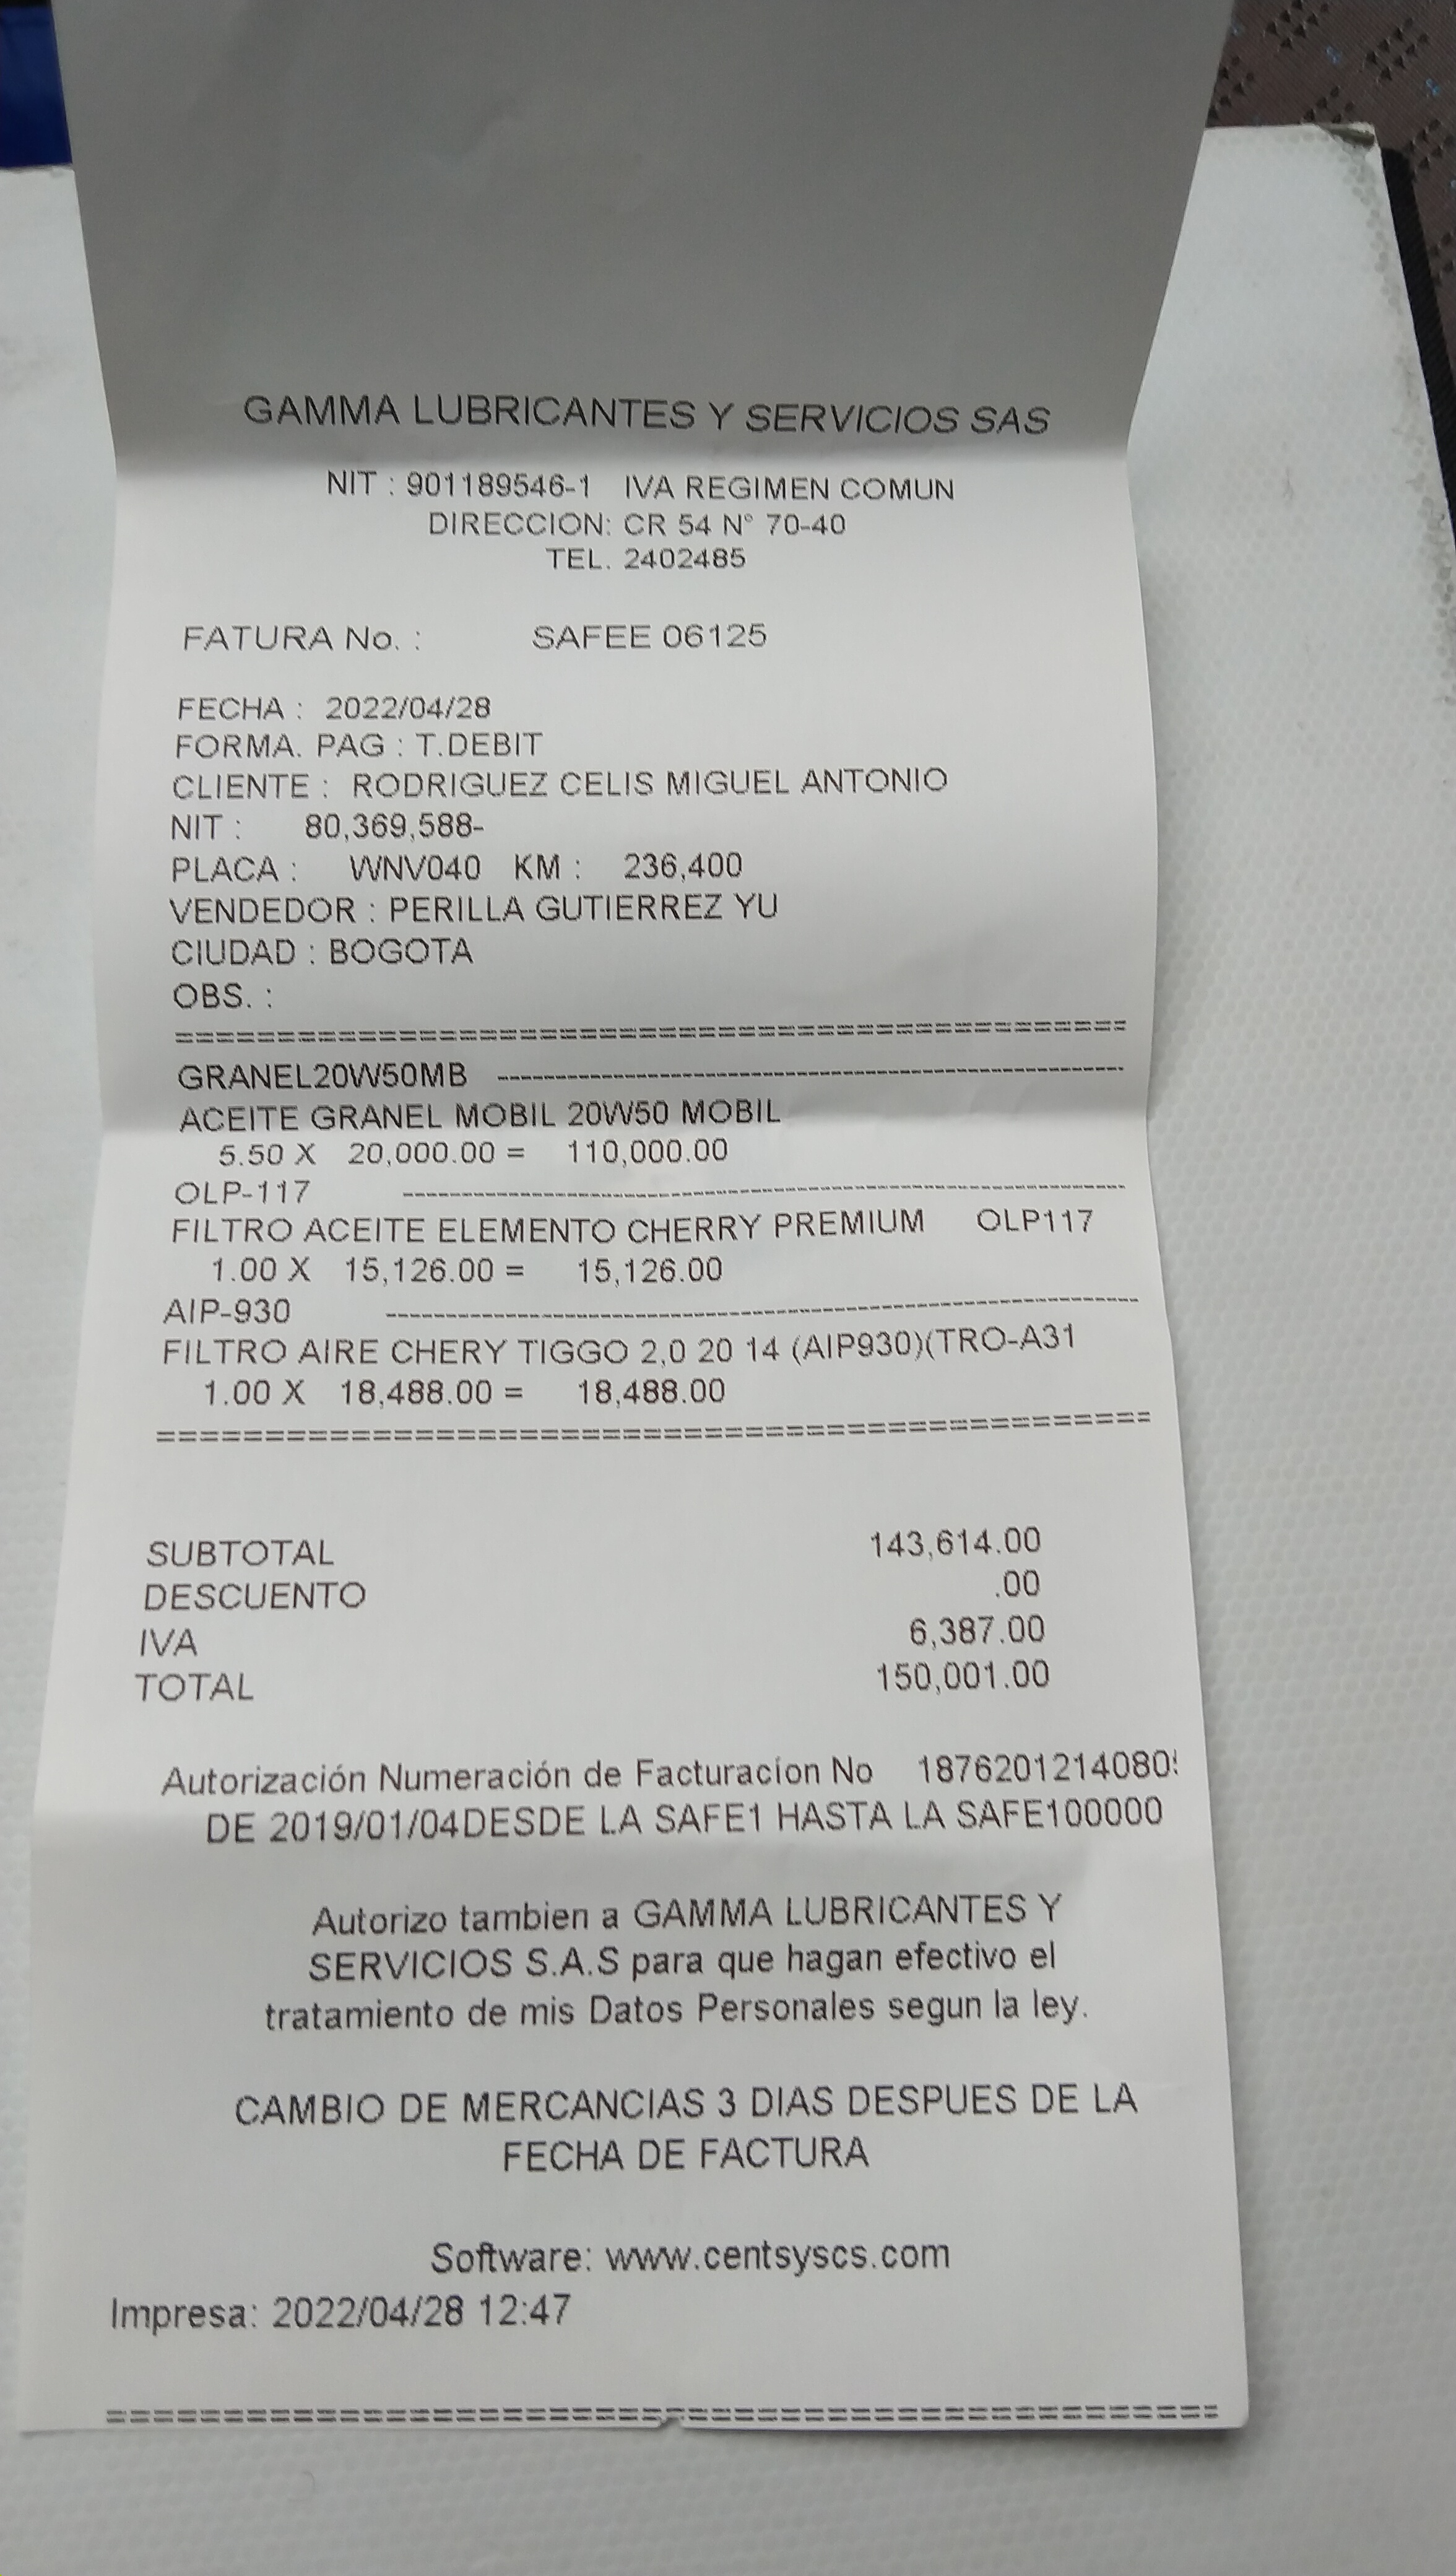 GAMMA LUBRICANTES Y SERVICIOS SAS
NIT : 901189546-1 IVA REGIMEN COMUN
DIRECCION: CR 54 N° 70-40
TEL. 2402485
FATURA No. : SAFEE 06125
FECHA : 2022/04/28
FORMA. PAG : T.DEBIT
CLIENTE : RODRIGUEZ CELIS MIGUEL ANTONIO
NIT : 80,369,588-
PLACA : WNV040 KM : 236,400
VENDEDOR : PERILLA GUTIERREZ YU
CIUDAD : BOGOTA
OBS. :
GRANEL20W50MB
ACEITE GRANEL MOBIL 20W50 MOBIL
5.50 X 20,000.00 = 110,000.00
OLP-117
FILTRO ACEITE ELEMENTO CHERRY PREMIUM OLP117
1.00 X 15,126.00 = 15,126.00
AIP-930
FILTRO AIRE CHERY TIGGO 2,0 20 14 (AIP930)(TRO-A31
1.00 X 18,488.00 = 18,488.00
SUBTOTAL 143,614.00
DESCUENTO .00
IVA 6,387.00
TOTAL 150,001.00
Autorización Numeración de Facturacíon No 1876201214080
DE 2019/01/04DESDE LA SAFE1 HASTA LA SAFE100000
Autorizo tambien a GAMMA LUBRICANTES Y
SERVICIOS S.A.S para que hagan efectivo el
tratamiento de mis Datos Personales segun la ley.
CAMBIO DE MERCANCIAS 3 DIAS DESPUES DE LA
FECHA DE FACTURA
Software: www.centsyscs.com
Impresa: 2022/04/28 12:47